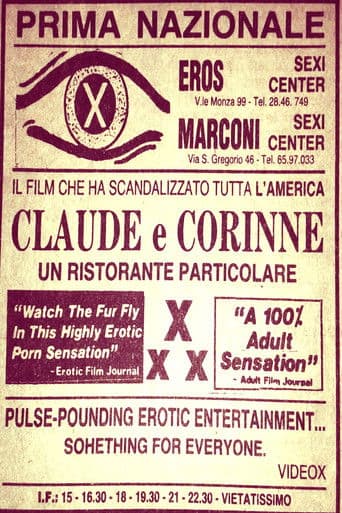 PRIMA NAZIONALE
X
EROS SEXI CENTER
V.le Monza 99 - Tel. 28.46.749
MARCONI SEXI CENTER
Via S. Gregorio 46 - Tel. 65.97.033
IL FILM CHE HA SCANDALIZZATO TUTTA L'AMERICA
CLAUDE e CORINNE
UN RISTORANTE PARTICOLARE
"Watch The Fur Fly
In This Highly Erotic
Porn Sensation"
-Erotic Film Journal
X
X X
"A 100%
Adult
Sensation"
- Adult Film Journal
PULSE-POUNDING EROTIC ENTERTAINMENT...
SOHETHING FOR EVERYONE.
VIDEOX
I.F.: 15 - 16.30 - 18 - 19.30 - 21 - 22.30 - VIETATISSIMO